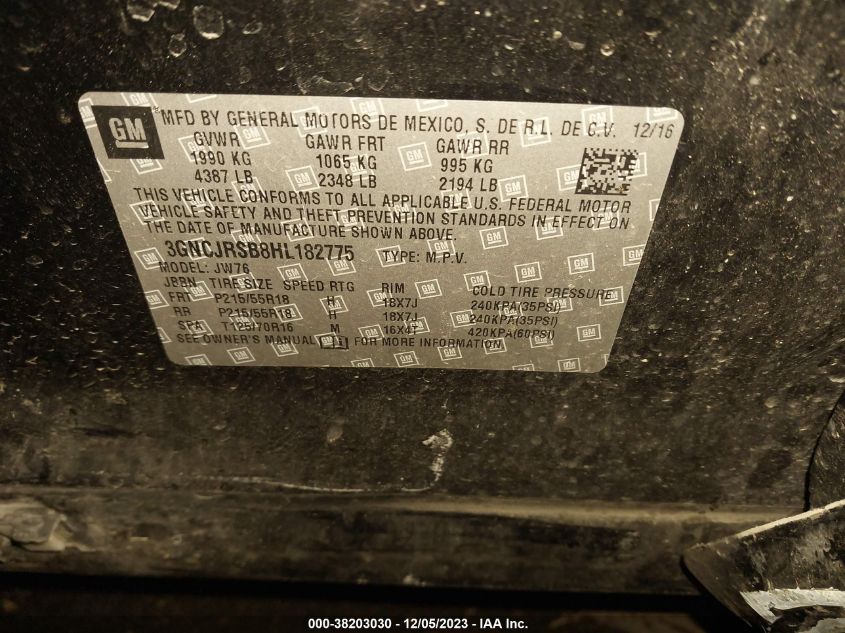 GM
MFD BY GENERAL MOTORS DE MEXICO, S. DE R.L. DE C.V. 12/16
GVWR GAWR FRT GAWR RR
1990 KG 1065 KG 995 KG
4387 LB 2348 LB 2194 LB
THIS VEHICLE CONFORMS TO ALL APPLICABLE U.S. FEDERAL MOTOR
VEHICLE SAFETY AND THEFT PREVENTION STANDARDS IN EFFECT ON
THE DATE OF MANUFACTURE SHOWN ABOVE.
3GNCJRSB8HL182775 TYPE: M.P.V.
MODEL: JW76
JBRN TIRE SIZE SPEED RTG RIM COLD TIRE PRESSURE
FRT P215/55R18 H 18X7J 240KPA(35PSI)
RR P215/55R18 H 18X7J 240KPA(35PSI)
SPA T125/70R16 M 16X4T 420KPA(60PSI)
SEE OWNER'S MANUAL FOR MORE INFORMATION
000-38203030 - 12/05/2023 - IAA Inc.